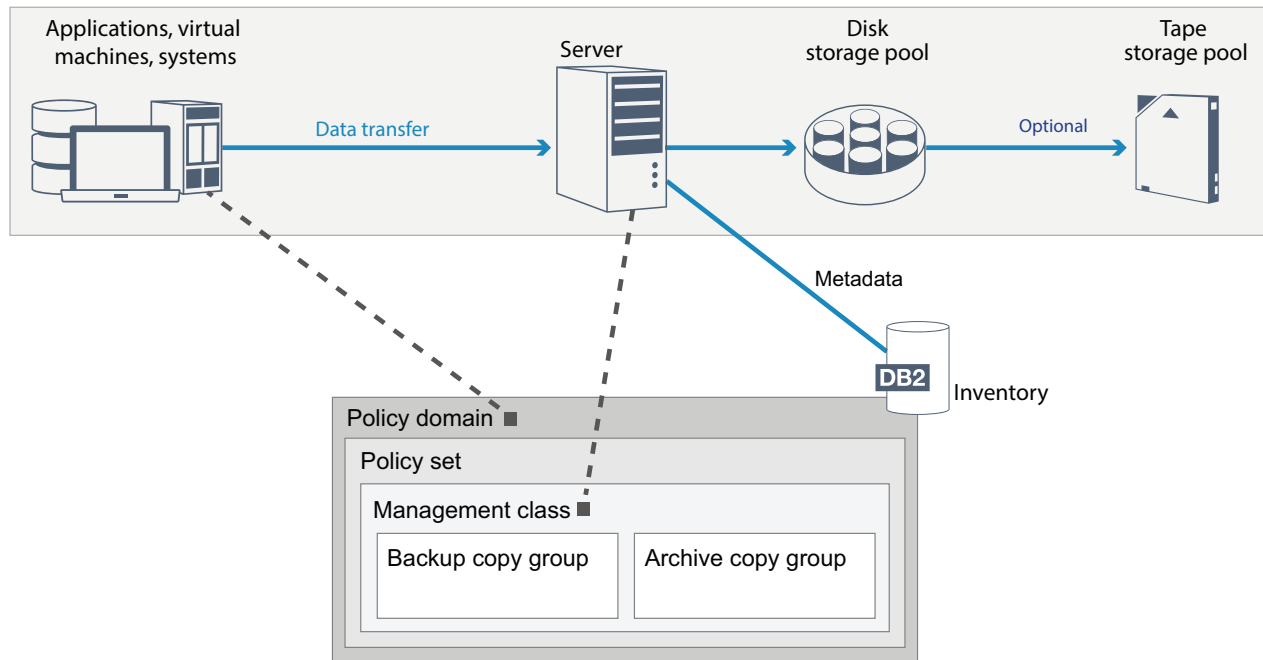 Applications, virtual
machines, systems
Server
Disk
storage pool
Tape
storage pool
Data transfer
Optional
Metadata
DB2
Inventory
Policy domain
Policy set
Management class
Backup copy group
Archive copy group